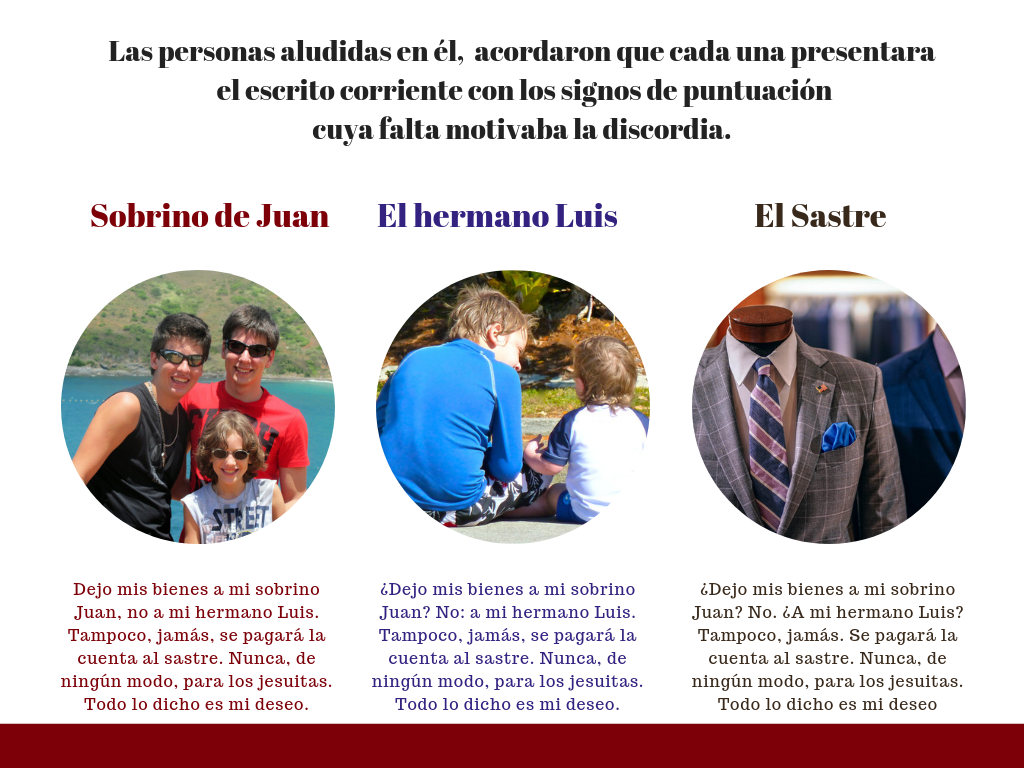 Las personas aludidas en él, acordaron que cada una presentara
el escrito corriente con los signos de puntuación
cuya falta motivaba la discordia.
Sobrino de Juan
El hermano Luis
El Sastre
STREET
Dejo mis bienes a mi sobrino
Juan, no a mi hermano Luis.
Tampoco, jamás, se pagará la
cuenta al sastre. Nunca, de
ningún modo, para los jesuitas.
Todo lo dicho es mi deseo.
¿Dejo mis bienes a mi sobrino
Juan? No: a mi hermano Luis.
Tampoco, jamás, se pagará la
cuenta al sastre. Nunca, de
ningún modo, para los jesuitas.
Todo lo dicho es mi deseo.
¿Dejo mis bienes a mi sobrino
Juan? No. ¿A mi hermano Luis?
Tampoco, jamás. Se pagará la
cuenta al sastre. Nunca, de
ningún modo, para los jesuitas.
Todo lo dicho es mi deseo